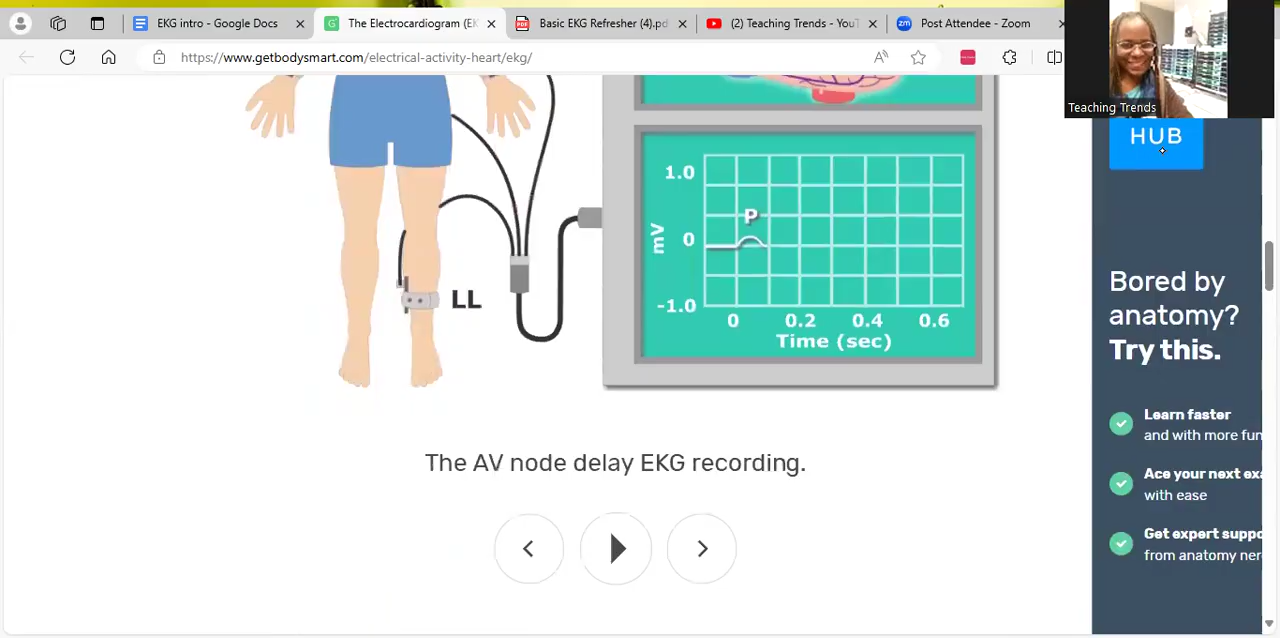 EKG intro - Google Docs
The Electrocardiogram (EK
Basic EKG Refresher (4).pd
(2) Teaching Trends - YouT
Post Attendee - Zoom
https://www.getbodysmart.com/electrical-activity-heart/ekg/
Teaching Trends
HUB
1.0
P
mV
0
-1.0
0 0.2 0.4 0.6
Time (sec)
LL
The AV node delay EKG recording.
Bored by
anatomy?
Try this.
Learn faster
and with more fun
Ace your next exa
with ease
Get expert suppo
from anatomy ner